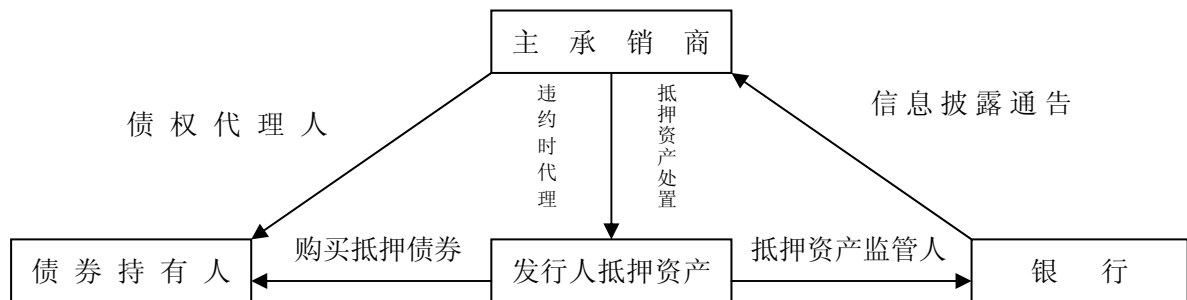 主承销商
债权代理人
违约时代理
抵押资产处置
信息披露通告
债券持有人
购买抵押债券
发行人抵押资产
抵押资产监管人
银行